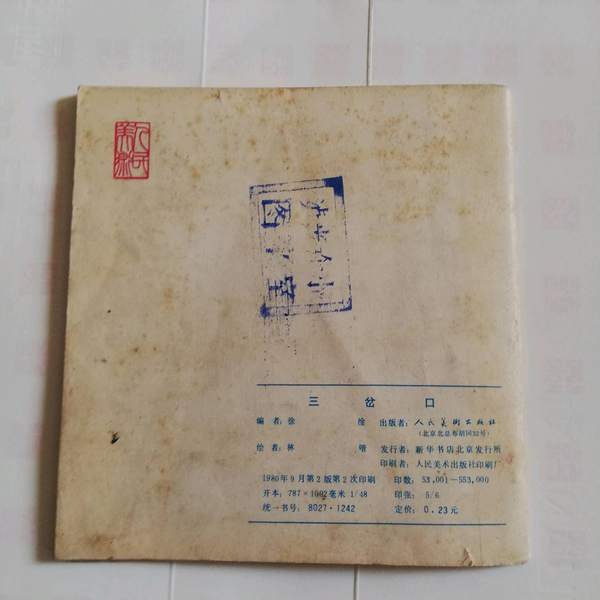 人民
美術
三岔口
编者：徐淦 出版者：人民美术出版社
（北京北总布胡同32号）
绘者：林锴 发行者：新华书店北京发行所
印刷者：人民美术出版社印刷厂
1980年9月第2版第2次印刷 印数：53,001—553,000
开本：787×1092毫米 1/48 印张：5/6
统一书号：8027·1242 定价：0.23元